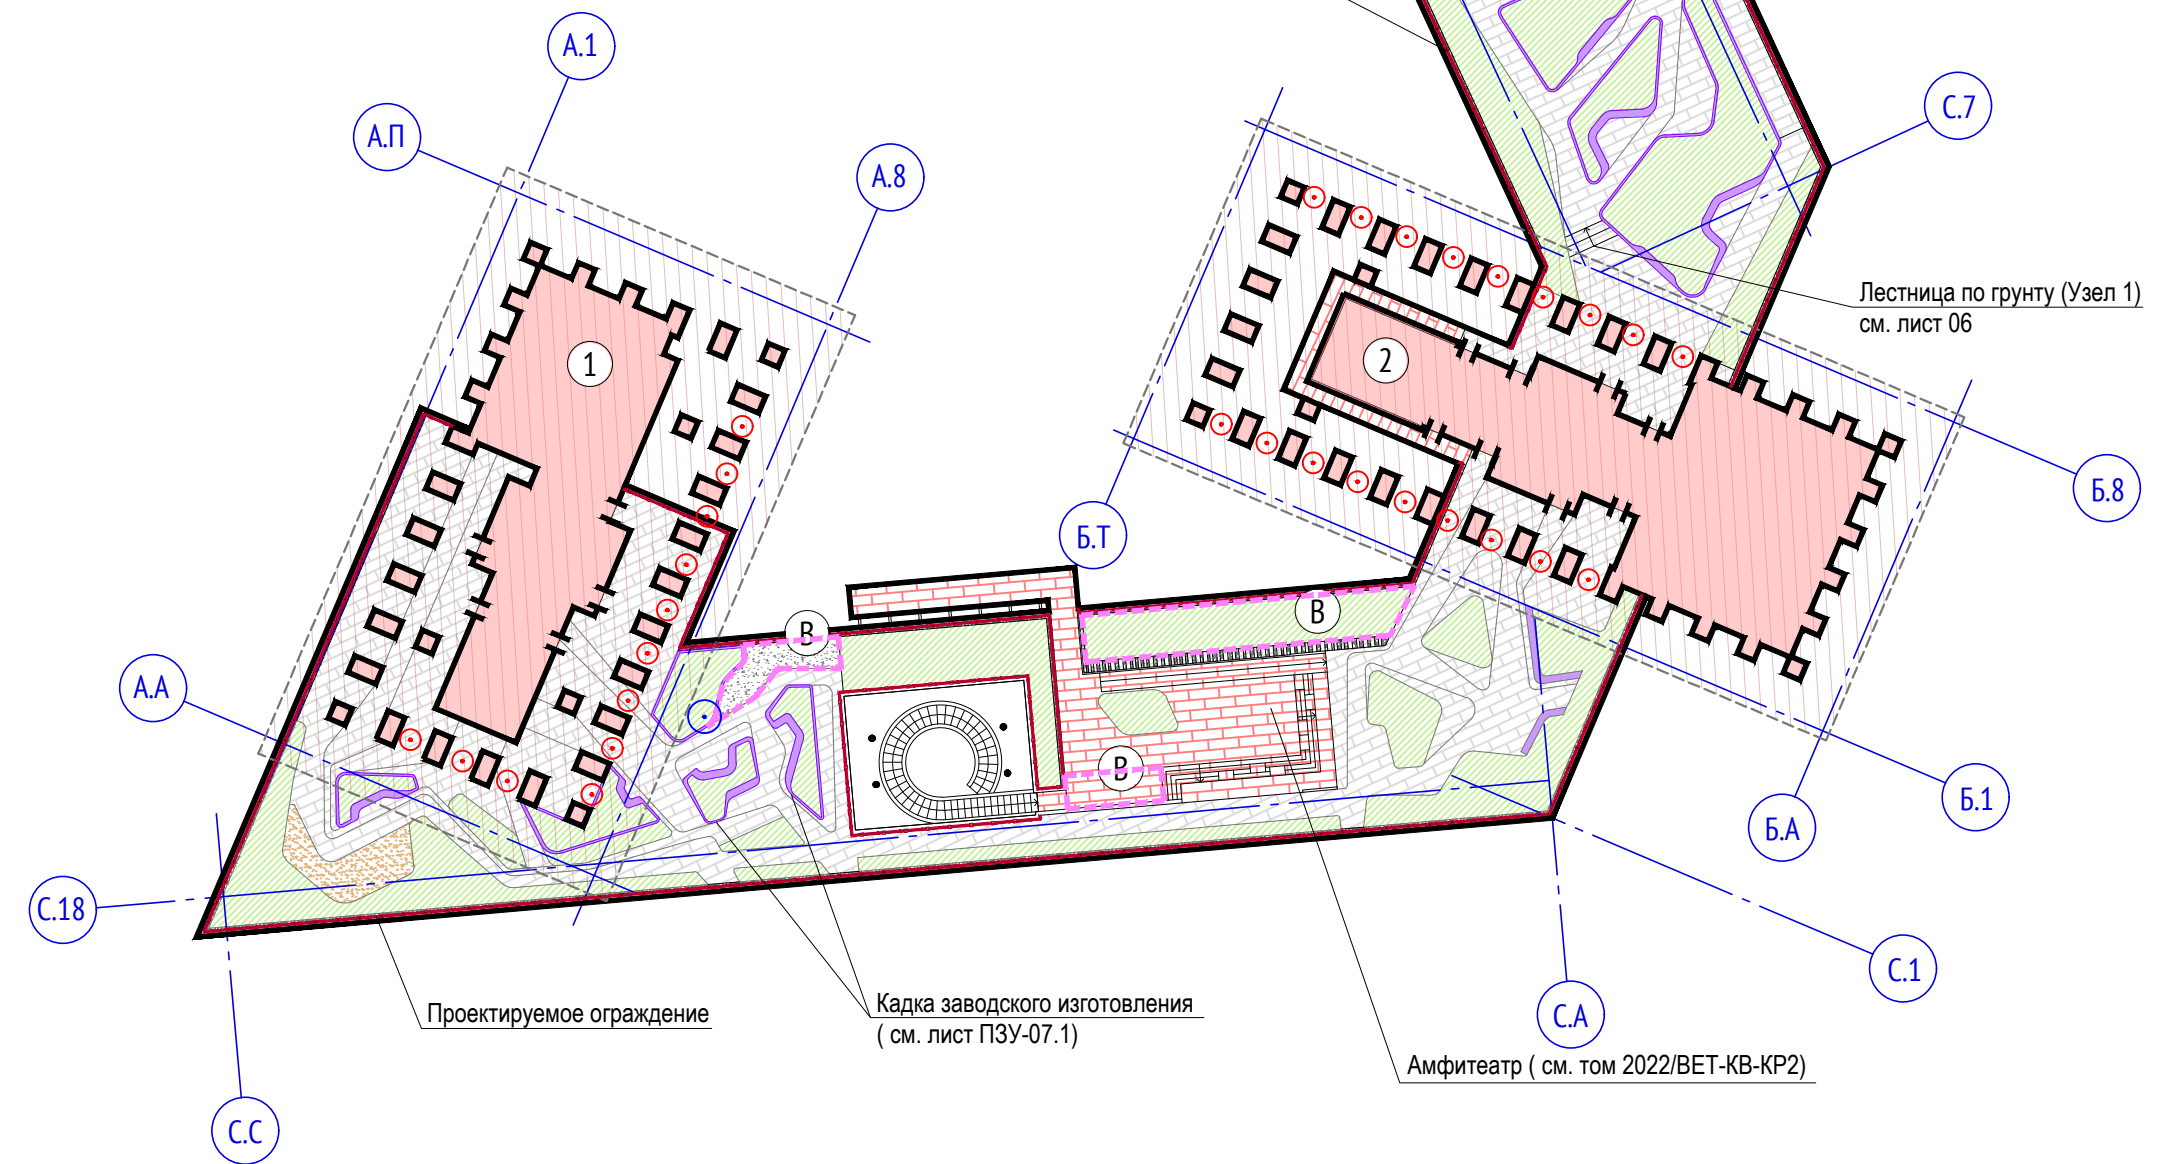 А.1
С.7
А.П
А.8
Лестница по грунту (Узел 1)
см. лист 06
1
2
Б.8
Б.Т
В
В
А.А
В
Б.1
Б.А
С.18
С.1
Проектируемое ограждение
Кадка заводского изготовления
( см. лист ПЗУ-07.1)
С.А
Амфитеатр ( см. том 2022/ВЕТ-КВ-КР2)
С.С